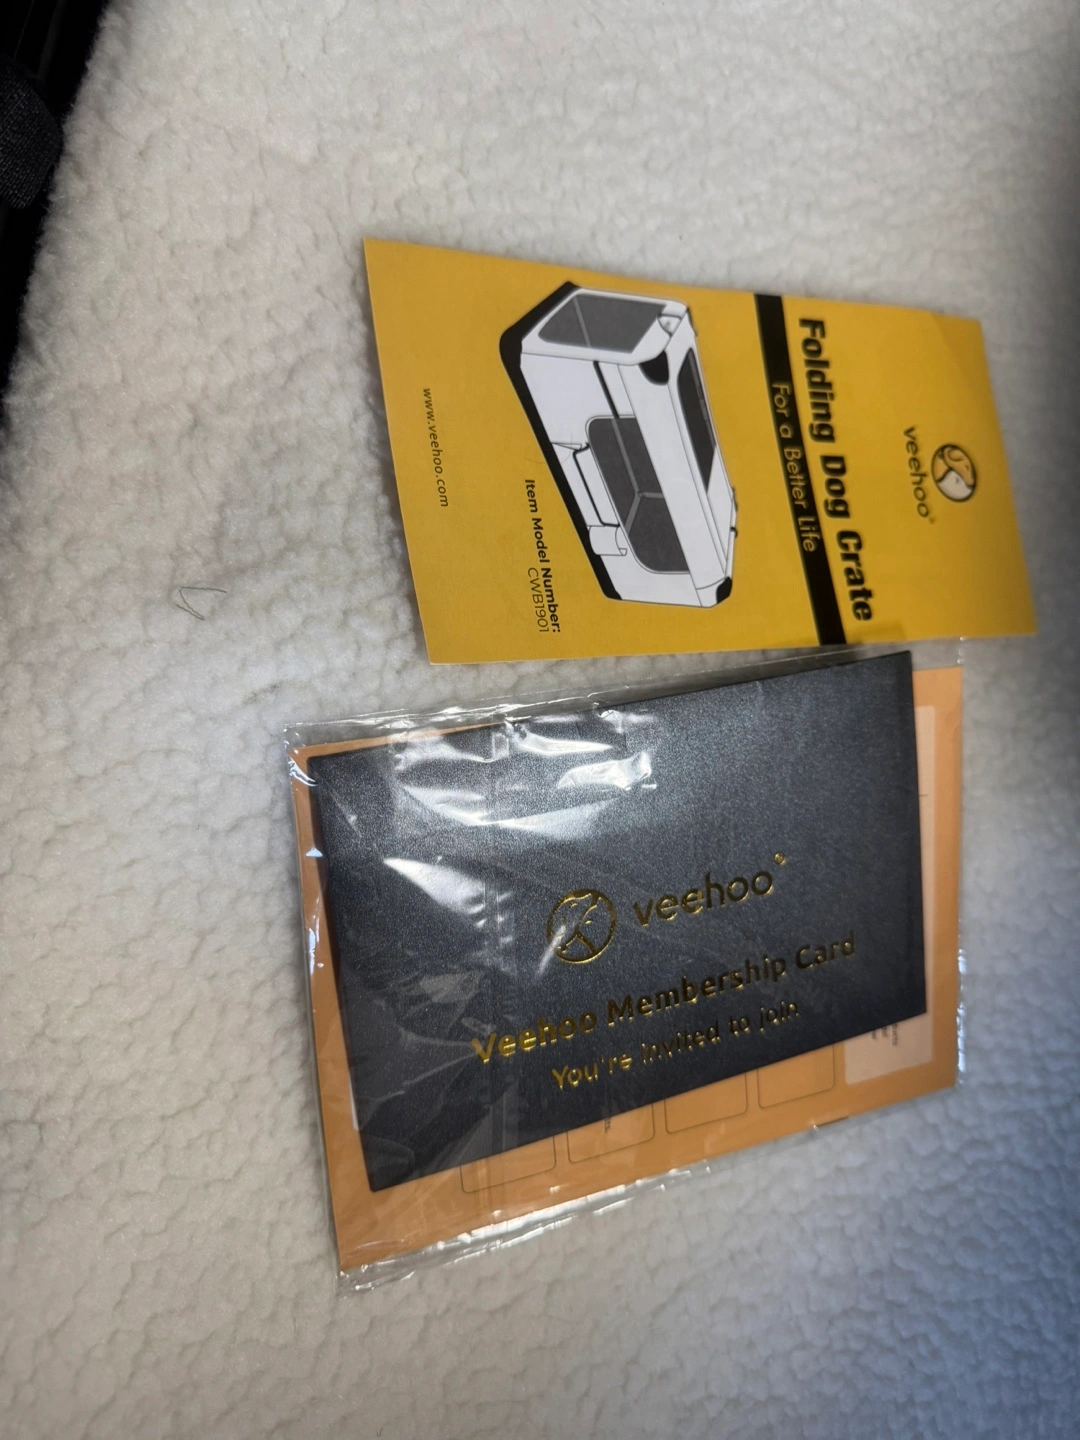 veehoo®
Folding Dog Crate
For a Better Life
Item Model Number:
CWB1901
www.veehoo.com
veehoo®
Veehoo Membership Card
You're invited to join